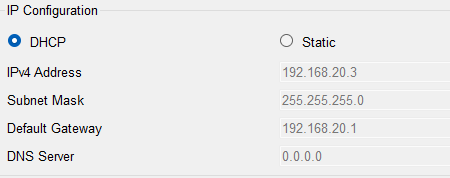 IP Configuration
DHCP Static
IPv4 Address 192.168.20.3
Subnet Mask 255.255.255.0
Default Gateway 192.168.20.1
DNS Server 0.0.0.0